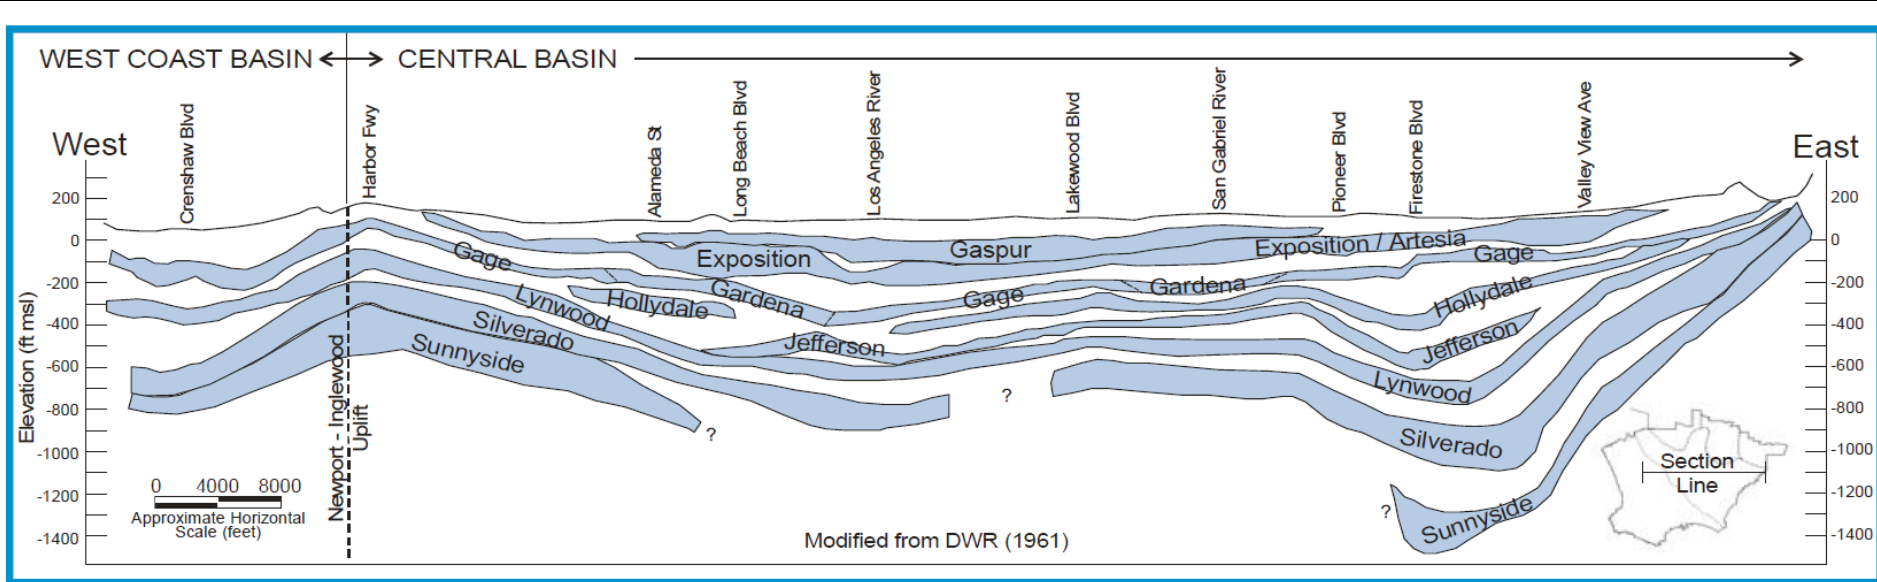 WEST COAST BASIN
CENTRAL BASIN
Crenshaw Blvd
Harbor Fwy
Alameda St
Long Beach Blvd
Los Angeles River
Lakewood Blvd
San Gabriel River
Pioneer Blvd
Firestone Blvd
Valley View Ave
West
East
Elevation (ft msl)
200
0
-200
-400
-600
-800
-1000
-1200
-1400
200
0
-200
-400
-600
-800
-1000
-1200
-1400
Gage
Exposition
Gaspur
Exposition / Artesia
Gage
Lynwood
Hollydale
Gardena
Gage
Gardena
Hollydale
Silverado
Jefferson
Jefferson
Sunnyside
Lynwood
?
?
Silverado
?
Sunnyside
Newport - Inglewood
Uplift
0 4000 8000
Approximate Horizontal
Scale (feet)
Modified from DWR (1961)
Section
Line